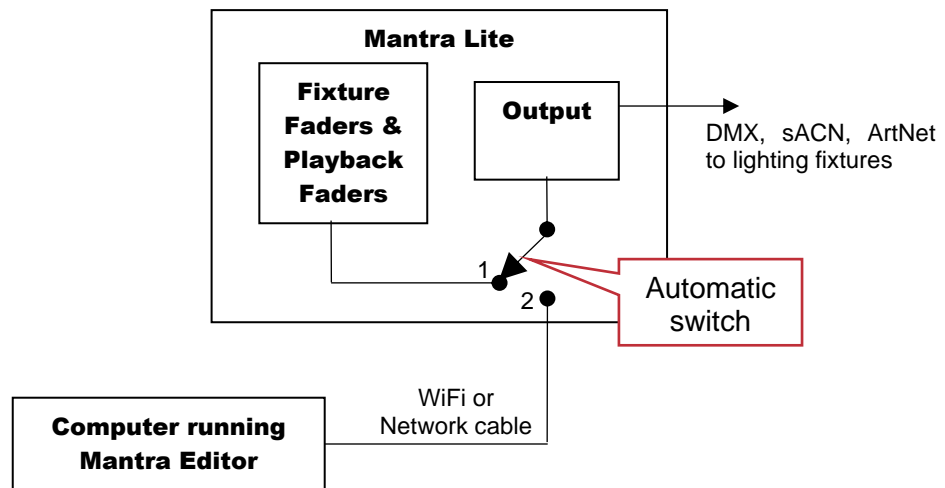 Mantra Lite
Fixture
Faders &
Playback
Faders
Output
DMX, sACN, ArtNet
to lighting fixtures
1
2
Automatic
switch
WiFi or
Network cable
Computer running
Mantra Editor